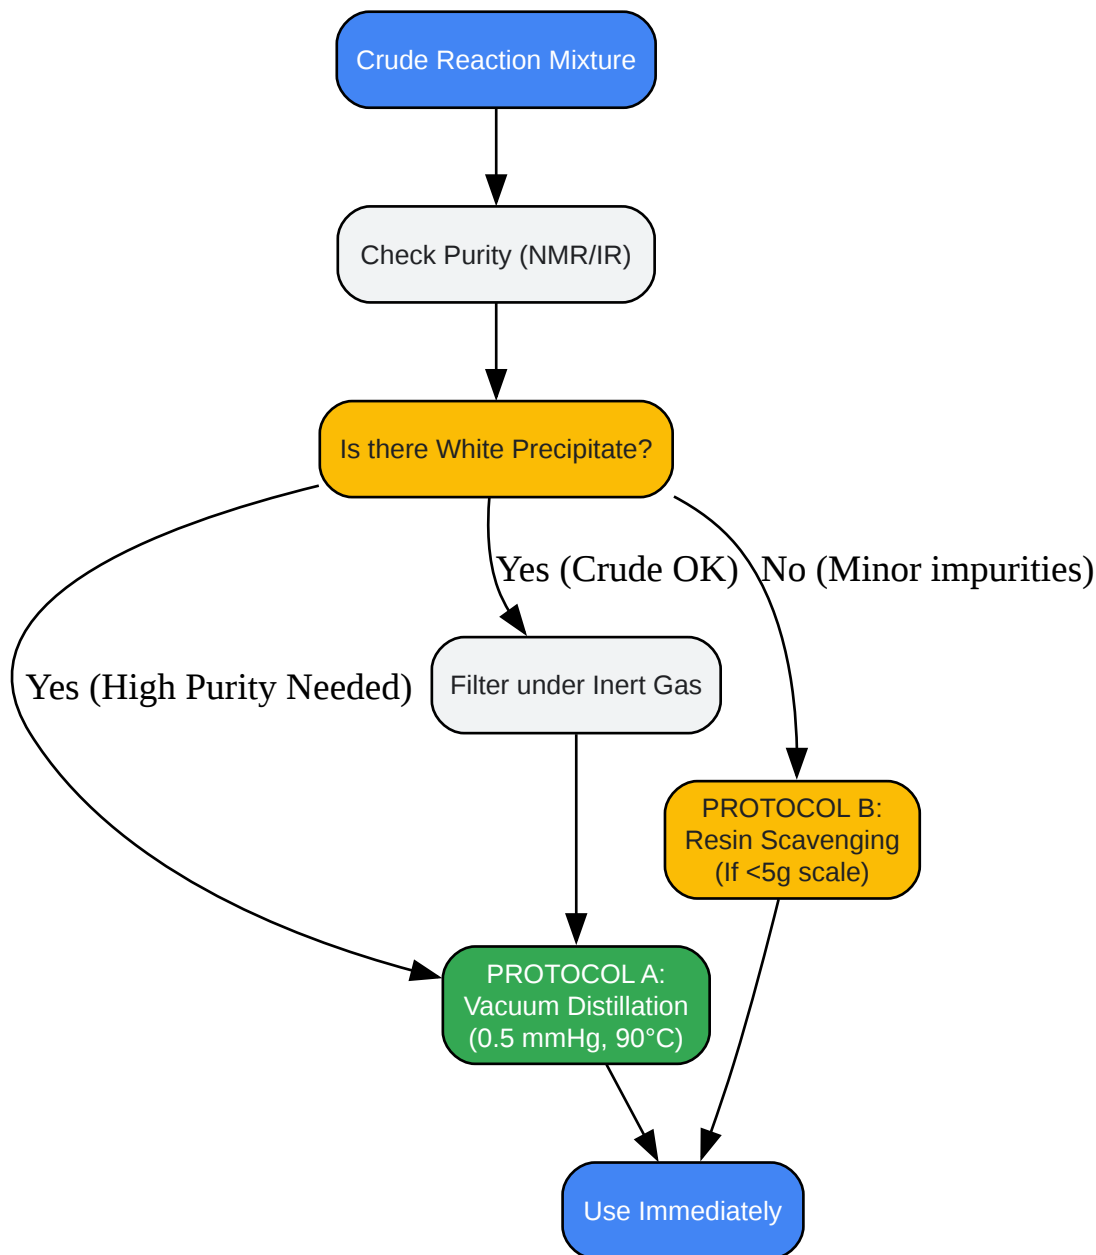 Crude Reaction Mixture
Check Purity (NMR/IR)
Is there White Precipitate?
Yes (Crude OK)
No (Minor impurities)
Yes (High Purity Needed)
Filter under Inert Gas
PROTOCOL B:
Resin Scavenging
(If <5g scale)
PROTOCOL A:
Vacuum Distillation
(0.5 mmHg, 90°C)
Use Immediately